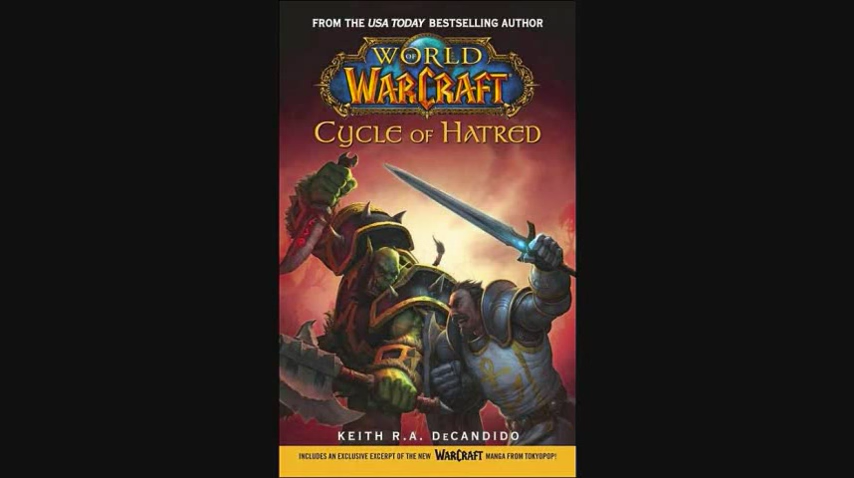 FROM THE USA TODAY BESTSELLING AUTHOR
WORLD
OF
WARCRAFT
CYCLE OF HATRED
KEITH R.A. DECANDIDO
INCLUDES AN EXCLUSIVE EXCERPT OF THE NEW WARCRAFT MANGA FROM TOKYOPOP!